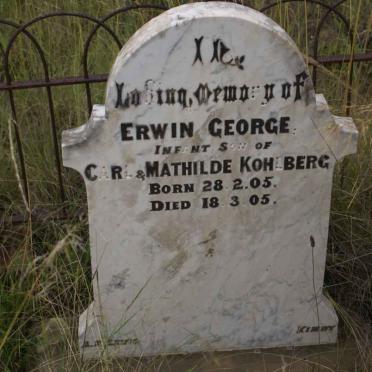 In
Loving Memory of
ERWIN GEORGE
INFANT SON OF
CARL & MATHILDE KOHLBERG
BORN 28.2.05.
DIED 18.3.05.